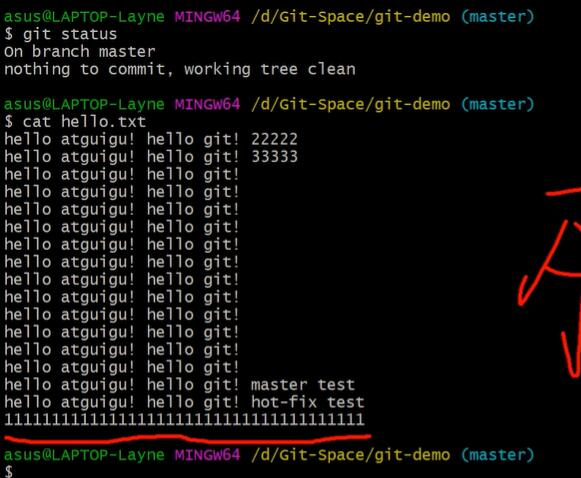 asus@LAPTOP-Layne MINGW64 /d/Git-Space/git-demo (master)
$ git status
On branch master
nothing to commit, working tree clean
asus@LAPTOP-Layne MINGW64 /d/Git-Space/git-demo (master)
$ cat hello.txt
hello atguigu! hello git! 22222
hello atguigu! hello git! 33333
hello atguigu! hello git!
hello atguigu! hello git!
hello atguigu! hello git!
hello atguigu! hello git!
hello atguigu! hello git!
hello atguigu! hello git!
hello atguigu! hello git!
hello atguigu! hello git!
hello atguigu! hello git!
hello atguigu! hello git!
hello atguigu! hello git!
hello atguigu! hello git!
hello atguigu! hello git! master test
hello atguigu! hello git! hot-fix test
11111111111111111111111111111111111111
asus@LAPTOP-Layne MINGW64 /d/Git-Space/git-demo (master)
$